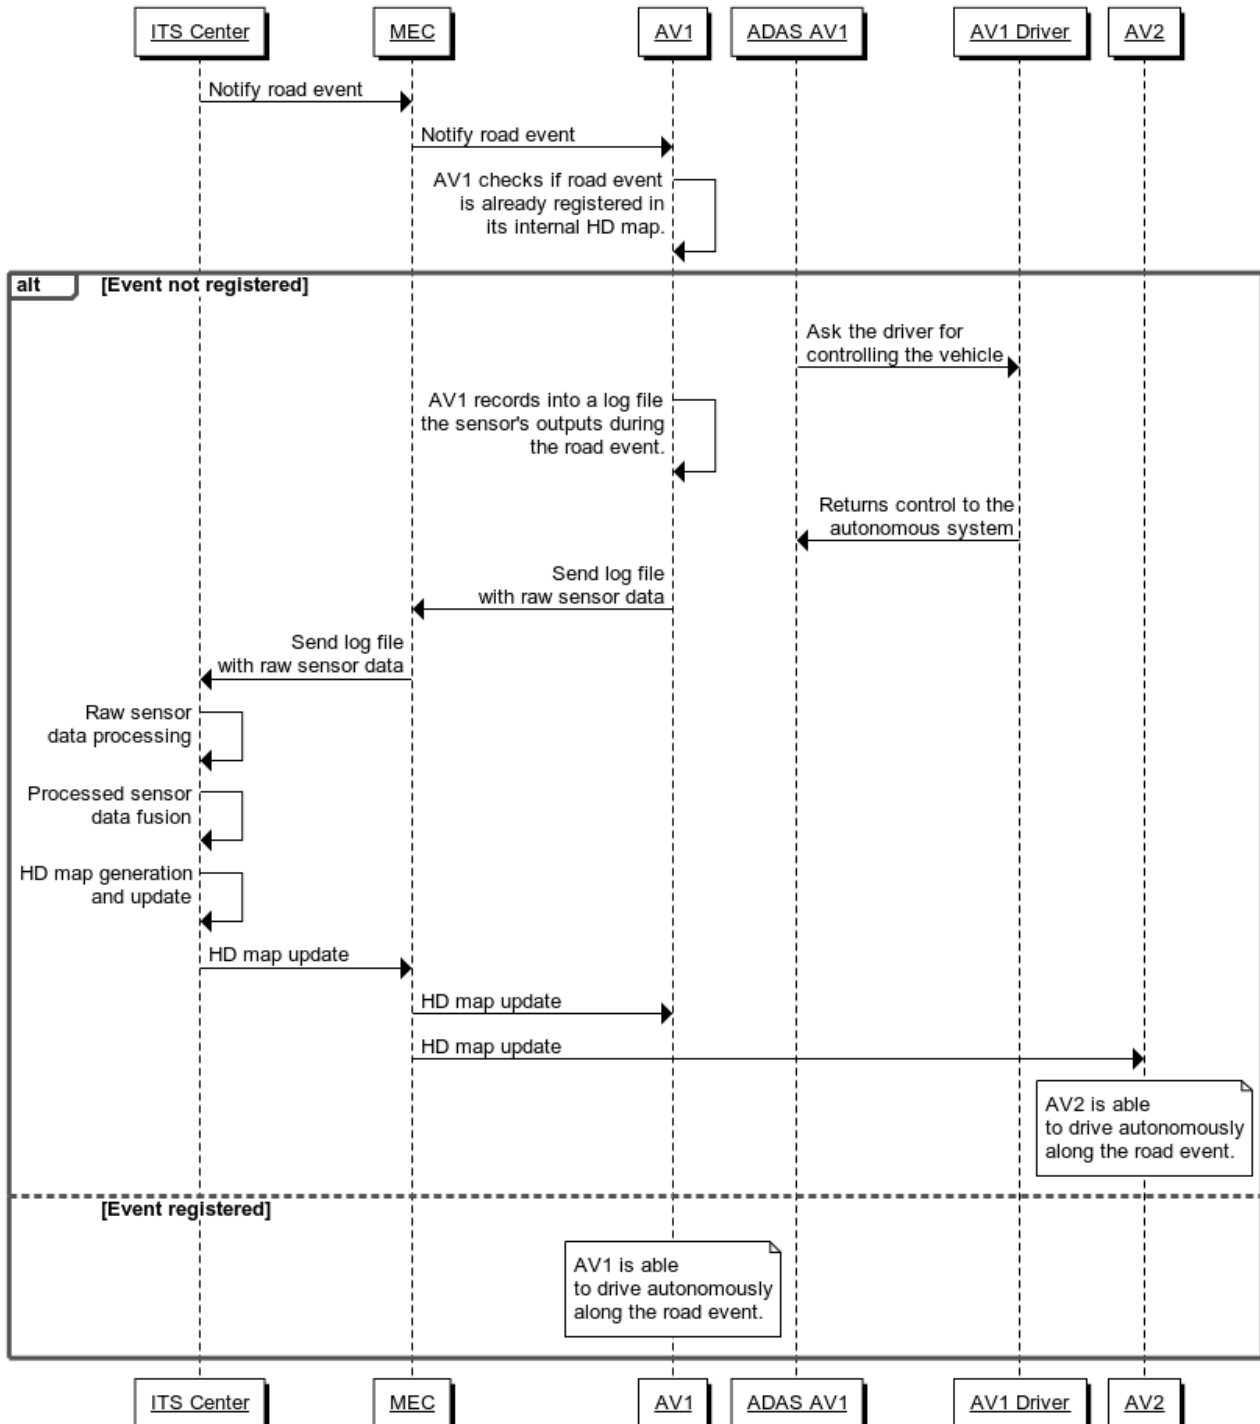 ITS Center
MEC
AV1
ADAS AV1
AV1 Driver
AV2
Notify road event
Notify road event
AV1 checks if road event
is already registered in
its internal HD map.
alt
[Event not registered]
Ask the driver for
controlling the vehicle
AV1 records into a log file
the sensor's outputs during
the road event.
Returns control to the
autonomous system
Send log file
with raw sensor data
Send log file
with raw sensor data
Raw sensor
data processing
Processed sensor
data fusion
HD map generation
and update
HD map update
HD map update
HD map update
AV2 is able
to drive autonomously
along the road event.
[Event registered]
AV1 is able
to drive autonomously
along the road event.
ITS Center
MEC
AV1
ADAS AV1
AV1 Driver
AV2